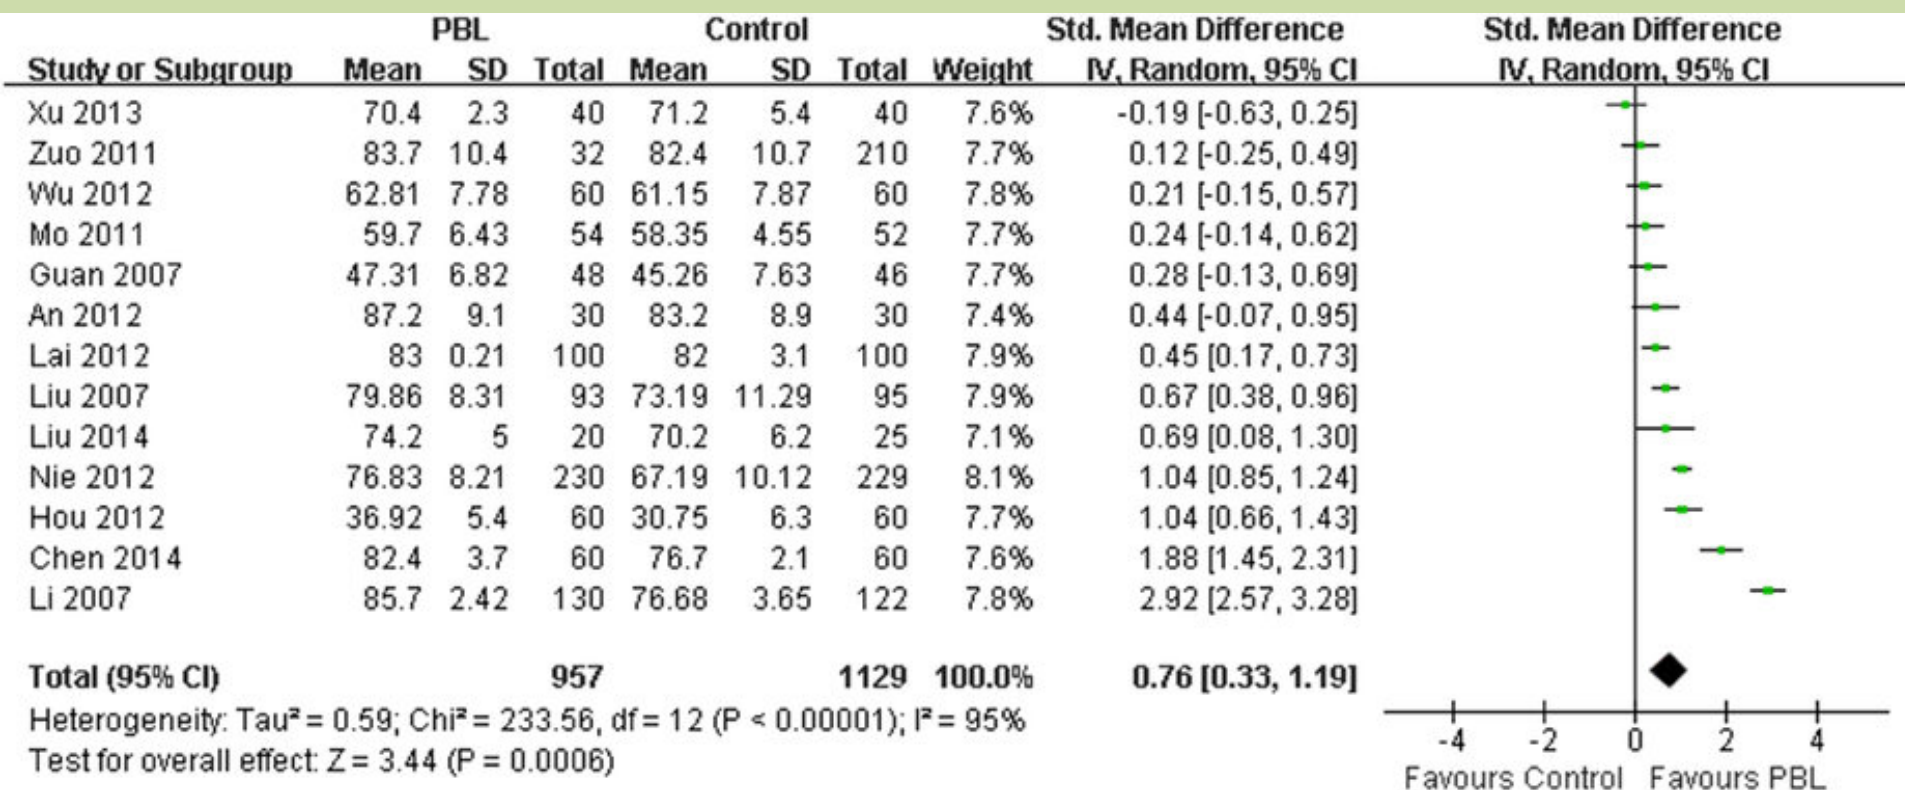 PBL Control Std. Mean Difference Std. Mean Difference
Study or Subgroup Mean SD Total Mean SD Total Weight IV, Random, 95% CI IV, Random, 95% CI
Xu 2013 70.4 2.3 40 71.2 5.4 40 7.6% -0.19 [-0.63, 0.25]
Zuo 2011 83.7 10.4 32 82.4 10.7 210 7.7% 0.12 [-0.25, 0.49]
Wu 2012 62.81 7.78 60 61.15 7.87 60 7.8% 0.21 [-0.15, 0.57]
Mo 2011 59.7 6.43 54 58.35 4.55 52 7.7% 0.24 [-0.14, 0.62]
Guan 2007 47.31 6.82 48 45.26 7.63 46 7.7% 0.28 [-0.13, 0.69]
An 2012 87.2 9.1 30 83.2 8.9 30 7.4% 0.44 [-0.07, 0.95]
Lai 2012 83 0.21 100 82 3.1 100 7.9% 0.45 [0.17, 0.73]
Liu 2007 79.86 8.31 93 73.19 11.29 95 7.9% 0.67 [0.38, 0.96]
Liu 2014 74.2 5 20 70.2 6.2 25 7.1% 0.69 [0.08, 1.30]
Nie 2012 76.83 8.21 230 67.19 10.12 229 8.1% 1.04 [0.85, 1.24]
Hou 2012 36.92 5.4 60 30.75 6.3 60 7.7% 1.04 [0.66, 1.43]
Chen 2014 82.4 3.7 60 76.7 2.1 60 7.6% 1.88 [1.45, 2.31]
Li 2007 85.7 2.42 130 76.68 3.65 122 7.8% 2.92 [2.57, 3.28]
Total (95% CI) 957 1129 100.0% 0.76 [0.33, 1.19]
Heterogeneity: Tau² = 0.59; Chi² = 233.56, df = 12 (P < 0.00001); I² = 95%
Test for overall effect: Z = 3.44 (P = 0.0006)
-4 -2 0 2 4
Favours Control Favours PBL